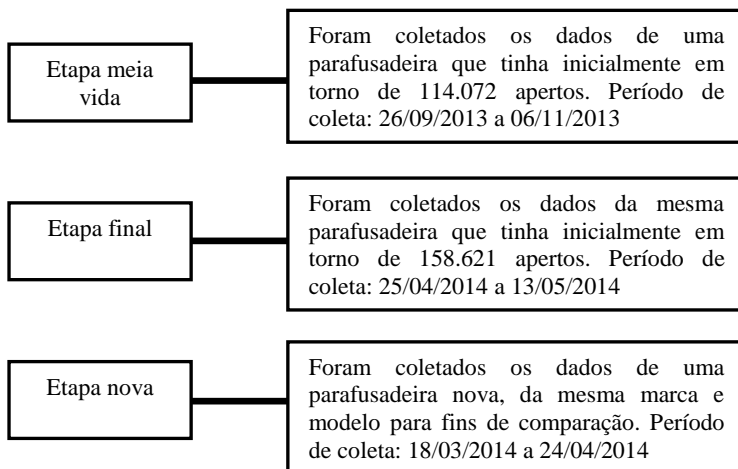 Etapa meia
vida
Foram coletados os dados de uma
parafusadeira que tinha inicialmente em
torno de 114.072 apertos. Período de
coleta: 26/09/2013 a 06/11/2013
Etapa final
Foram coletados os dados da mesma
parafusadeira que tinha inicialmente em
torno de 158.621 apertos. Período de
coleta: 25/04/2014 a 13/05/2014
Etapa nova
Foram coletados os dados de uma
parafusadeira nova, da mesma marca e
modelo para fins de comparação. Período
de coleta: 18/03/2014 a 24/04/2014